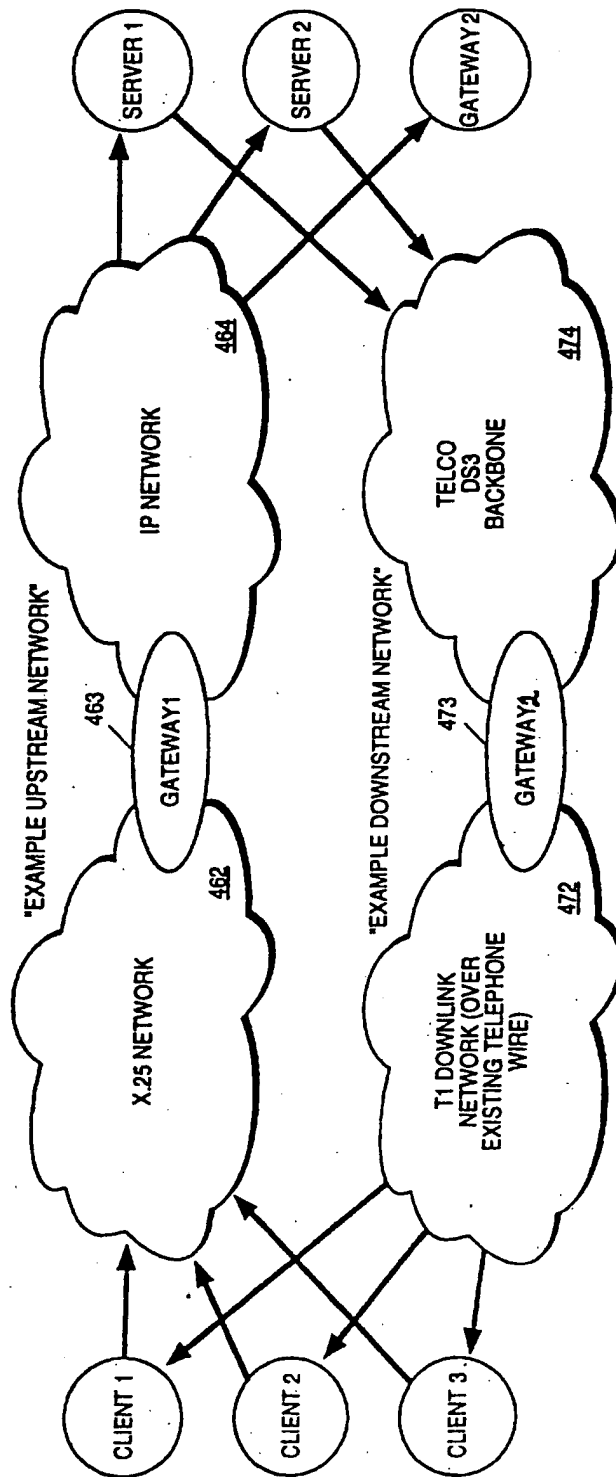 "EXAMPLE UPSTREAM NETWORK"
463
CLIENT 1
CLIENT 2
CLIENT 3
X.25 NETWORK
462
GATEWAY1
IP NETWORK
464
SERVER 1
SERVER 2
GATEWAY2
"EXAMPLE DOWNSTREAM NETWORK"
473
T1 DOWNLINK
NETWORK (OVER
EXISTING TELEPHONE
WIRE)
472
GATEWAY2
TELCO
DS3
BACKBONE
474